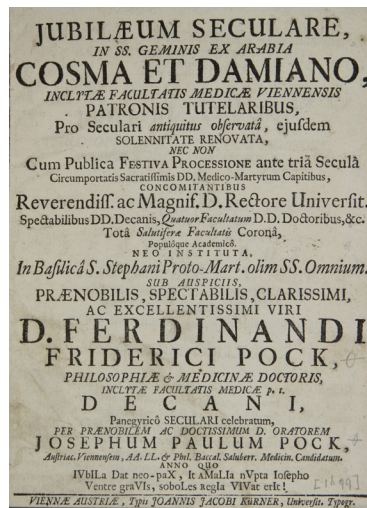 JUBILÆUM SECULARE,
IN SS. GEMINIS EX ARABIA
COSMA ET DAMIANO,
INCLYTÆ FACULTATIS MEDICÆ VIENNENSIS
PATRONIS TUTELARIBUS,
Pro Seculari antiquitus observatâ, ejusdem
SOLENNITATE RENOVATA,
NEC NON
Cum Publica FESTIVA PROCESSIONE ante tria Seculà
Circumportatis Sacratissimis DD. Medico-Martyrum Capitibus,
CONCOMITANTIBUS
Reverendiss. ac Magnif. D. Rectore Universit.
Spectabilibus DD. Decanis, Quatuor Facultatum D.D. Doctoribus, &c.
Totâ Salutiferæ Facultatis Coronâ,
Populôque Academicô.
NEO INSTITUTA,
In Basilicâ S. Stephani Proto-Mart. olim SS. Omnium.
SUB AUSPICIIS,
PRÆNOBILIS, SPECTABILIS, CLARISSIMI,
AC EXCELLENTISSIMI VIRI
D. FERDINANDI
FRIDERICI POCK,
PHILOSOPHIÆ & MEDICINÆ DOCTORIS,
INCLYTÆ FACULTATIS MEDICÆ p. t.
DECANI,
Panegyricô SECULARI celebratum,
PER PRÆNOBILEM AC DOCTISSIMUM D. ORATOREM
JOSEPHUM PAULUM POCK,
Austriac. Viennensem, AA. LL. & Phil. Baccal. Saluberr. Medicin. Candidatum.
ANNO QUO
IVbILa Dat neo-paX, It aMaLIa nVpta Iosepho
Ventre graVIs, soboLes RegIa VIVat erIt!
VIENNÆ AUSTRIÆ, Typis JOANNIS JACOBI KÜRNER, Universit. Typogr.